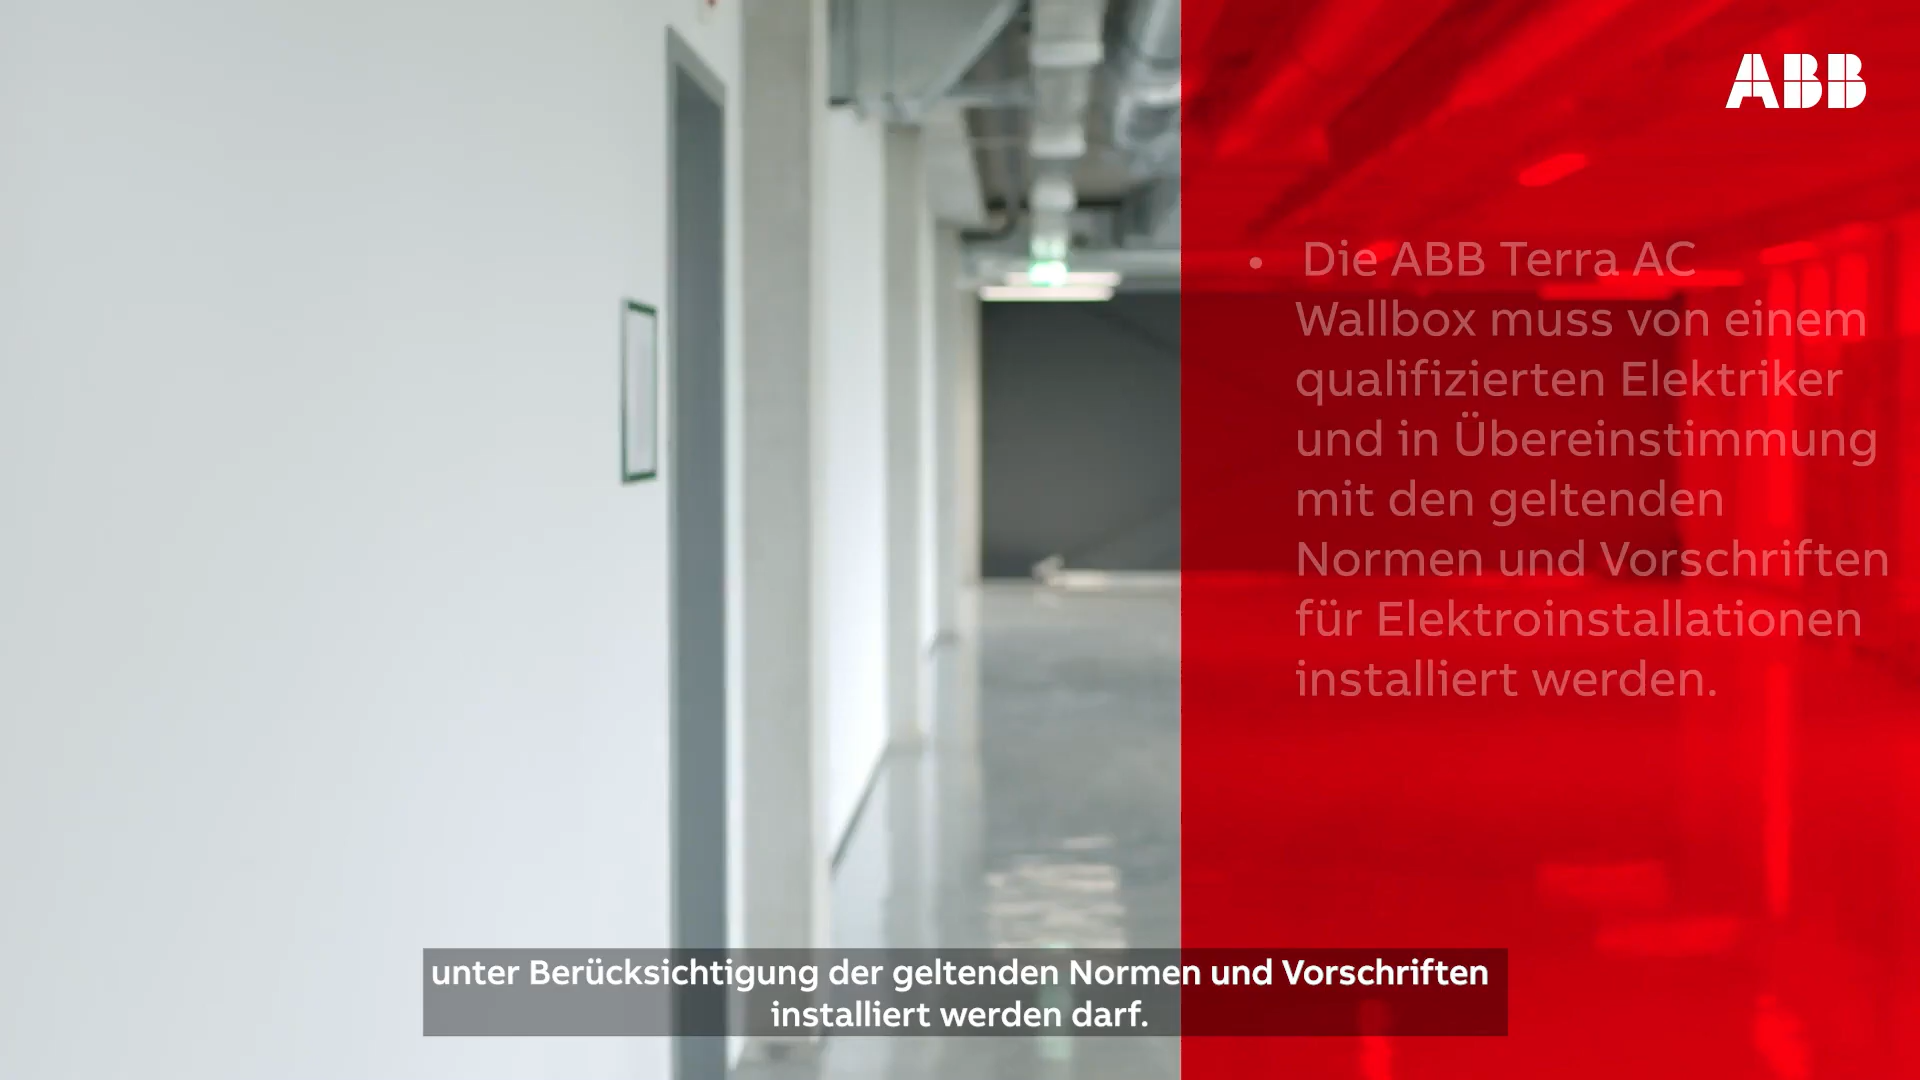 ABB
• Die ABB Terra AC
Wallbox muss von einem
qualifizierten Elektriker
und in Übereinstimmung
mit den geltenden
Normen und Vorschriften
für Elektroinstallationen
installiert werden.
unter Berücksichtigung der geltenden Normen und Vorschriften
installiert werden darf.